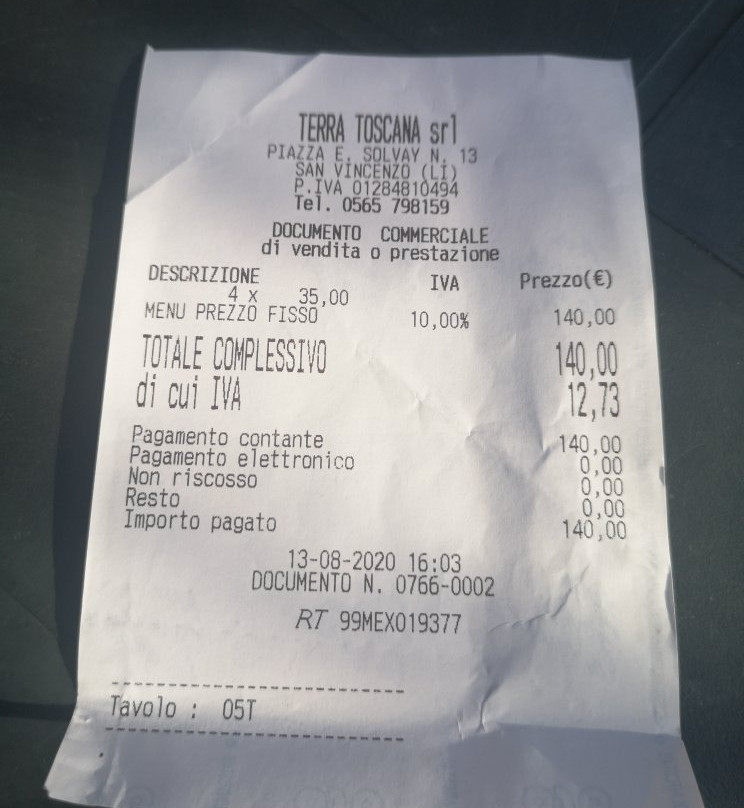 TERRA TOSCANA srl
PIAZZA E. SOLVAY N. 13
SAN VINCENZO (LI)
P.IVA 01284810494
Tel. 0565 798159
DOCUMENTO COMMERCIALE
di vendita o prestazione
DESCRIZIONE IVA Prezzo(€)
4 x 35,00
MENU PREZZO FISSO 10,00% 140,00
TOTALE COMPLESSIVO 140,00
di cui IVA 12,73
Pagamento contante 140,00
Pagamento elettronico 0,00
Non riscosso 0,00
Resto 0,00
Importo pagato 140,00
13-08-2020 16:03
DOCUMENTO N. 0766-0002
RT 99MEX019377
Tavolo : 05T